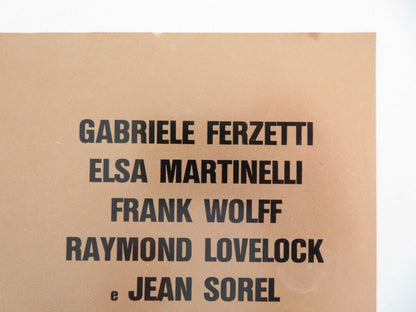 GABRIELE FERZETTI
ELSA MARTINELLI
FRANK WOLFF
RAYMOND LOVELOCK
e JEAN SOREL